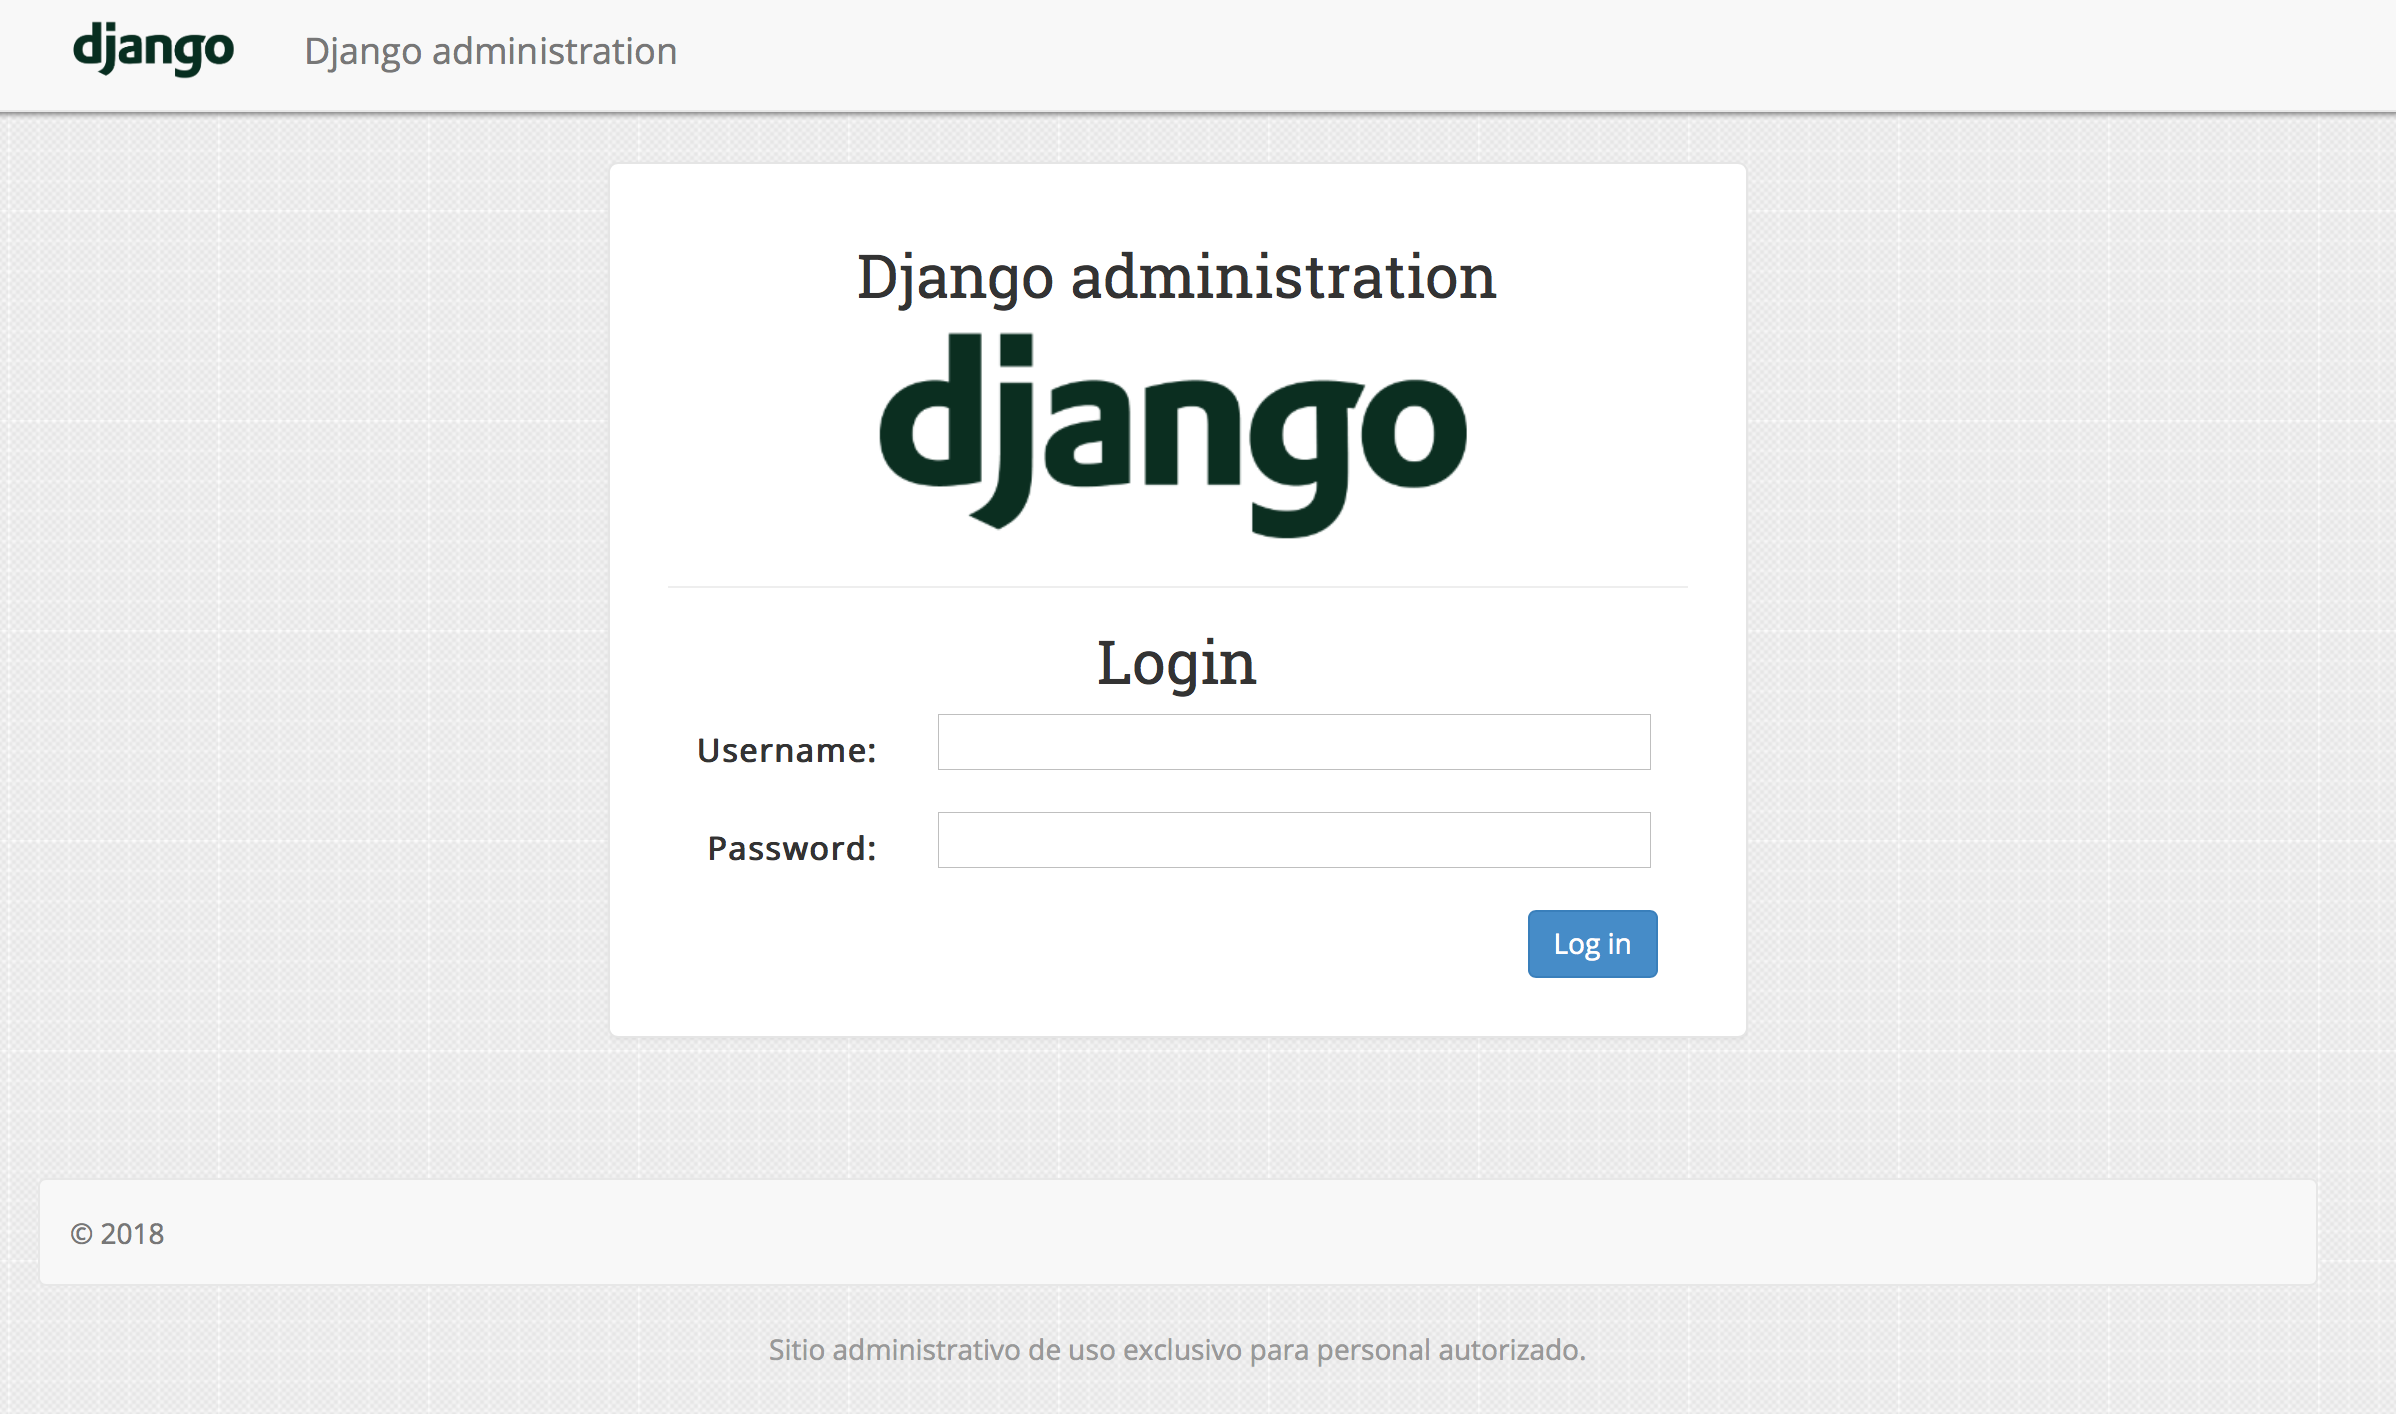 django Django administration
Django administration
django
Login
Username:
Password:
Log in
© 2018
Sitio administrativo de uso exclusivo para personal autorizado.